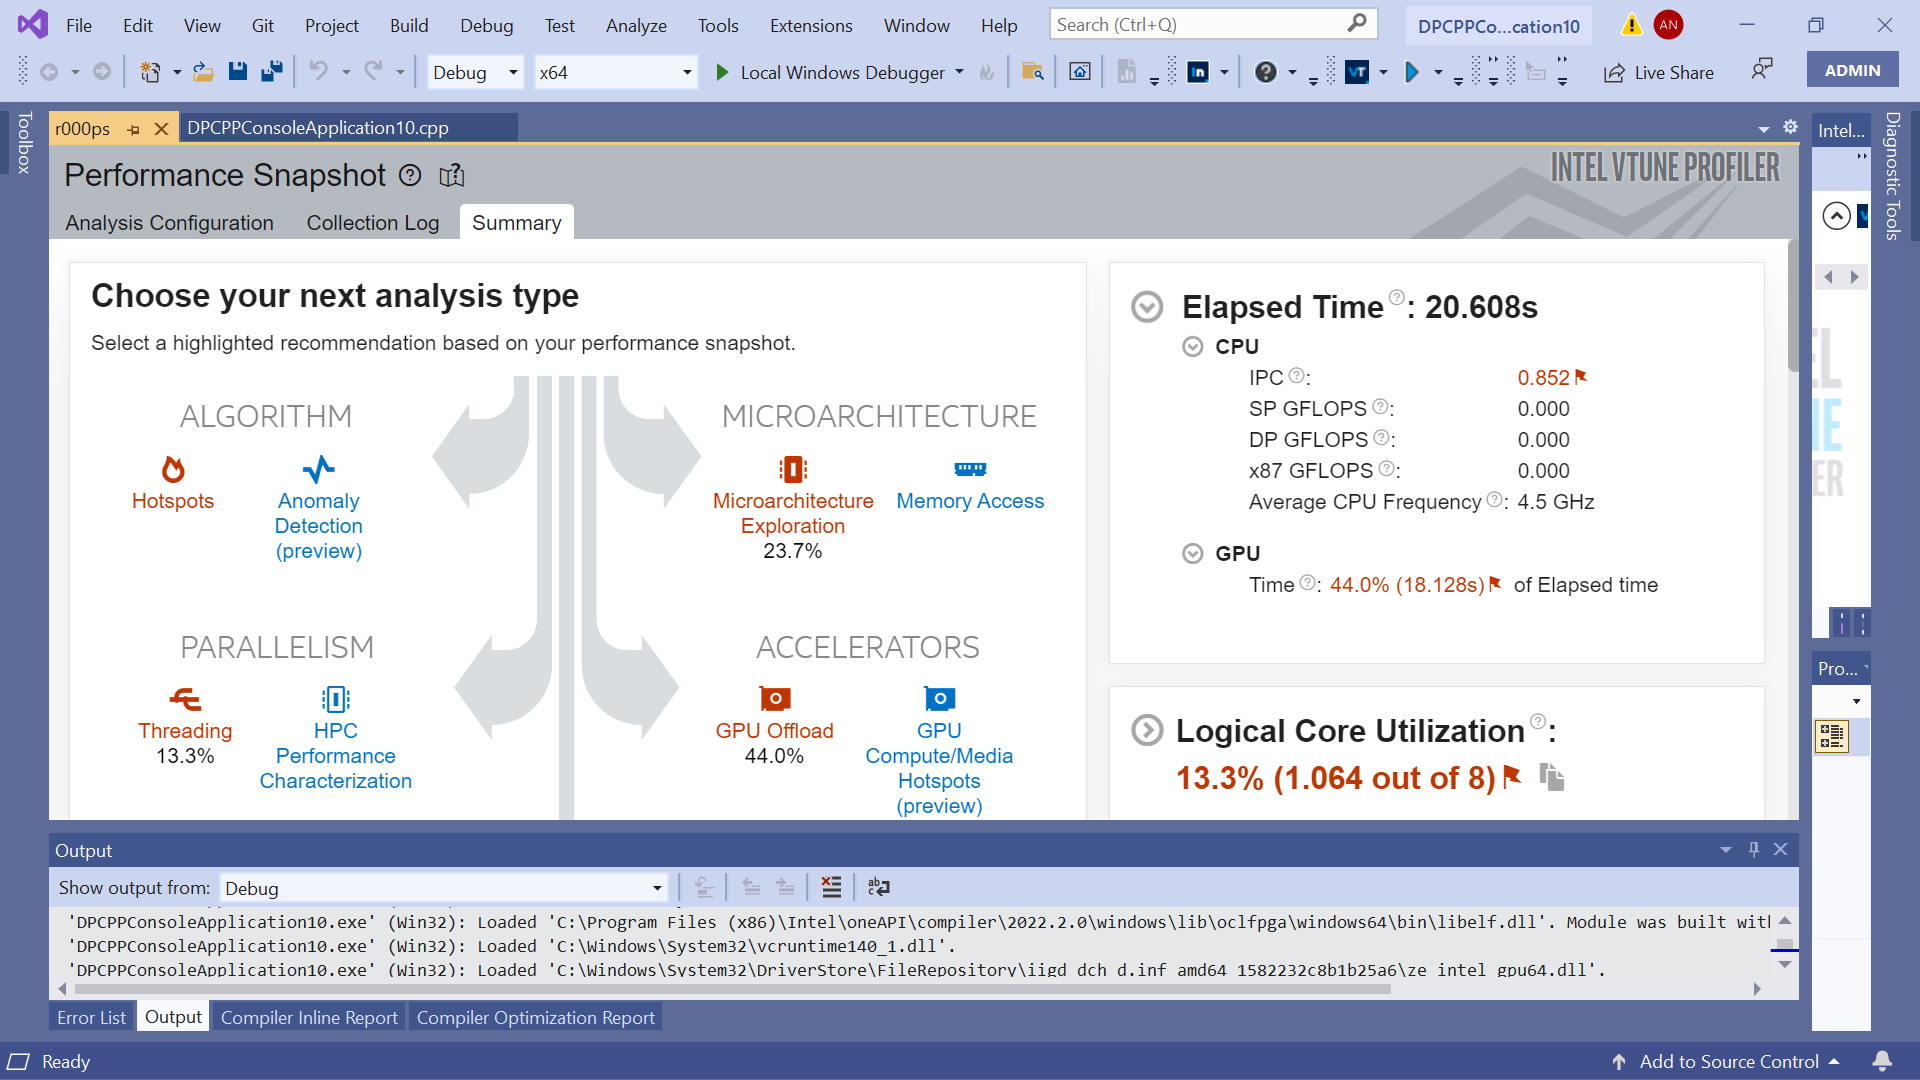 File Edit View Git Project Build Debug Test Analyze Tools Extensions Window Help Search (Ctrl+Q) DPCPPCo...cation10 AN
Debug x64 Local Windows Debugger in VT Live Share ADMIN
Toolbox
r000ps DPCPPConsoleApplication10.cpp
Performance Snapshot
INTEL VTUNE PROFILER
Analysis Configuration Collection Log Summary
Choose your next analysis type
Select a highlighted recommendation based on your performance snapshot.
ALGORITHM
Hotspots
Anomaly
Detection
(preview)
MICROARCHITECTURE
Microarchitecture
Exploration
23.7%
Memory Access
PARALLELISM
Threading
13.3%
HPC
Performance
Characterization
ACCELERATORS
GPU Offload
44.0%
GPU
Compute/Media
Hotspots
(preview)
Elapsed Time ? : 20.608s
CPU
IPC ? : 0.852
SP GFLOPS ? : 0.000
DP GFLOPS ? : 0.000
x87 GFLOPS ? : 0.000
Average CPU Frequency ? : 4.5 GHz
GPU
Time ? : 44.0% (18.128s) of Elapsed time
Logical Core Utilization ? :
13.3% (1.064 out of 8)
Intel...
Pro...
Diagnostic Tools
Output
Show output from: Debug
'DPCPPConsoleApplication10.exe' (Win32): Loaded 'C:\Program Files (x86)\Intel\oneAPI\compiler\2022.2.0\windows\lib\oclfpga\windows64\bin\libelf.dll'. Module was built with
'DPCPPConsoleApplication10.exe' (Win32): Loaded 'C:\Windows\System32\vcruntime140_1.dll'.
'DPCPPConsoleApplication10.exe' (Win32): Loaded 'C:\Windows\System32\DriverStore\FileRepository\iigd_dch_d.inf_amd64_1582232c8b1b25a6\ze_intel_gpu64.dll'.
Error List Output Compiler Inline Report Compiler Optimization Report
Ready
Add to Source Control